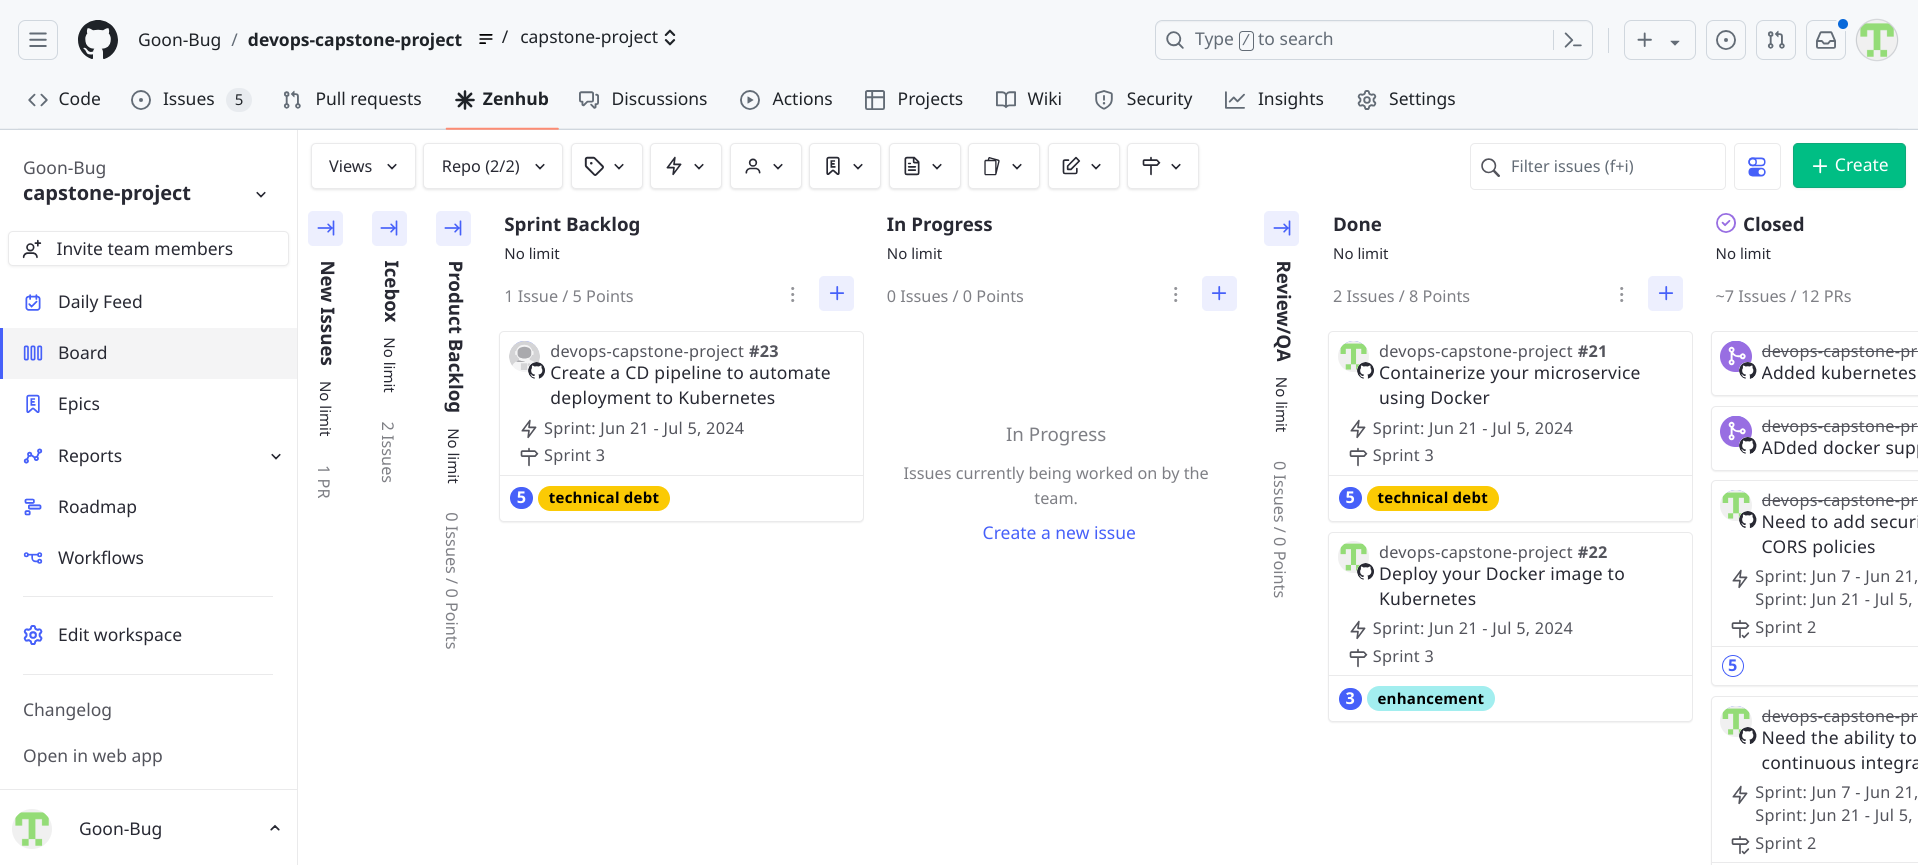 Goon-Bug / devops-capstone-project / capstone-project
Type / to search
Code
Issues 5
Pull requests
Zenhub
Discussions
Actions
Projects
Wiki
Security
Insights
Settings
Goon-Bug
capstone-project
Invite team members
Daily Feed
Board
Epics
Reports
Roadmap
Workflows
Edit workspace
Changelog
Open in web app
Goon-Bug
Views
Repo (2/2)
Filter issues (f+i)
+ Create
New Issues No limit 1 PR
Icebox No limit 2 Issues
Product Backlog No limit 0 Issues / 0 Points
Sprint Backlog
No limit
1 Issue / 5 Points
devops-capstone-project #23
Create a CD pipeline to automate
deployment to Kubernetes
Sprint: Jun 21 - Jul 5, 2024
Sprint 3
5 technical debt
In Progress
No limit
0 Issues / 0 Points
In Progress
Issues currently being worked on by the
team.
Create a new issue
Review/QA No limit 0 Issues / 0 Points
Done
No limit
2 Issues / 8 Points
devops-capstone-project #21
Containerize your microservice
using Docker
Sprint: Jun 21 - Jul 5, 2024
Sprint 3
5 technical debt
devops-capstone-project #22
Deploy your Docker image to
Kubernetes
Sprint: Jun 21 - Jul 5, 2024
Sprint 3
3 enhancement
Closed
No limit
~7 Issues / 12 PRs
devops-capstone-pr
Added kubernetes
devops-capstone-pr
ADded docker supp
devops-capstone-pr
Need to add securi
CORS policies
Sprint: Jun 7 - Jun 21,
Sprint: Jun 21 - Jul 5,
Sprint 2
5
devops-capstone-pr
Need the ability to
continuous integra
Sprint: Jun 7 - Jun 21,
Sprint: Jun 21 - Jul 5,
Sprint 2